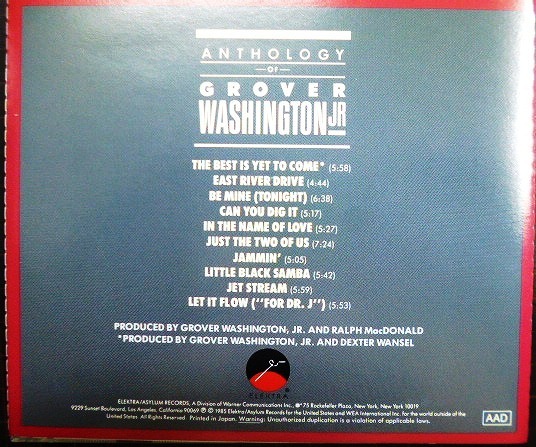 ANTHOLOGY
OF
GROVER
WASHINGTON JR
THE BEST IS YET TO COME* (5:58)
EAST RIVER DRIVE (4:44)
BE MINE (TONIGHT) (6:38)
CAN YOU DIG IT (5:17)
IN THE NAME OF LOVE (5:27)
JUST THE TWO OF US (7:24)
JAMMIN' (5:05)
LITTLE BLACK SAMBA (5:42)
JET STREAM (5:59)
LET IT FLOW ("FOR DR. J") (5:53)
PRODUCED BY GROVER WASHINGTON, JR. AND RALPH MacDONALD
*PRODUCED BY GROVER WASHINGTON, JR. AND DEXTER WANSEL
ELEKTRA
ELEKTRA/ASYLUM RECORDS, A Division of Warner Communications Inc., ®* 75 Rockefeller Plaza, New York, New York 10019
9229 Sunset Boulevard, Los Angeles, California 90069 ℗ © 1985 Elektra/Asylum Records for the United States and WEA International Inc. for the world outside of the
United States. All Rights Reserved. Printed in Japan. Warning: Unauthorized duplication is a violation of applicable laws.
AAD